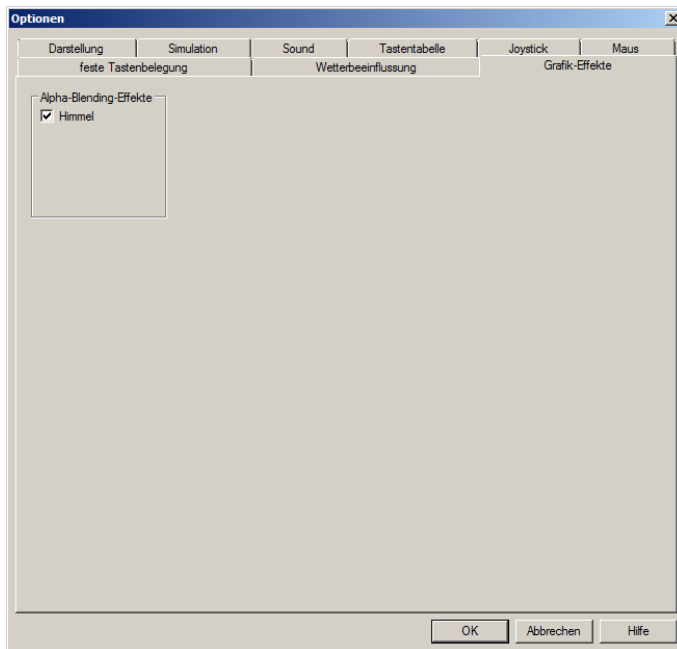 Optionen
Darstellung Simulation Sound Tastentabelle Joystick Maus
feste Tastenbelegung Wetterbeeinflussung Grafik-Effekte
Alpha-Blending-Effekte
Himmel
OK Abbrechen Hilfe